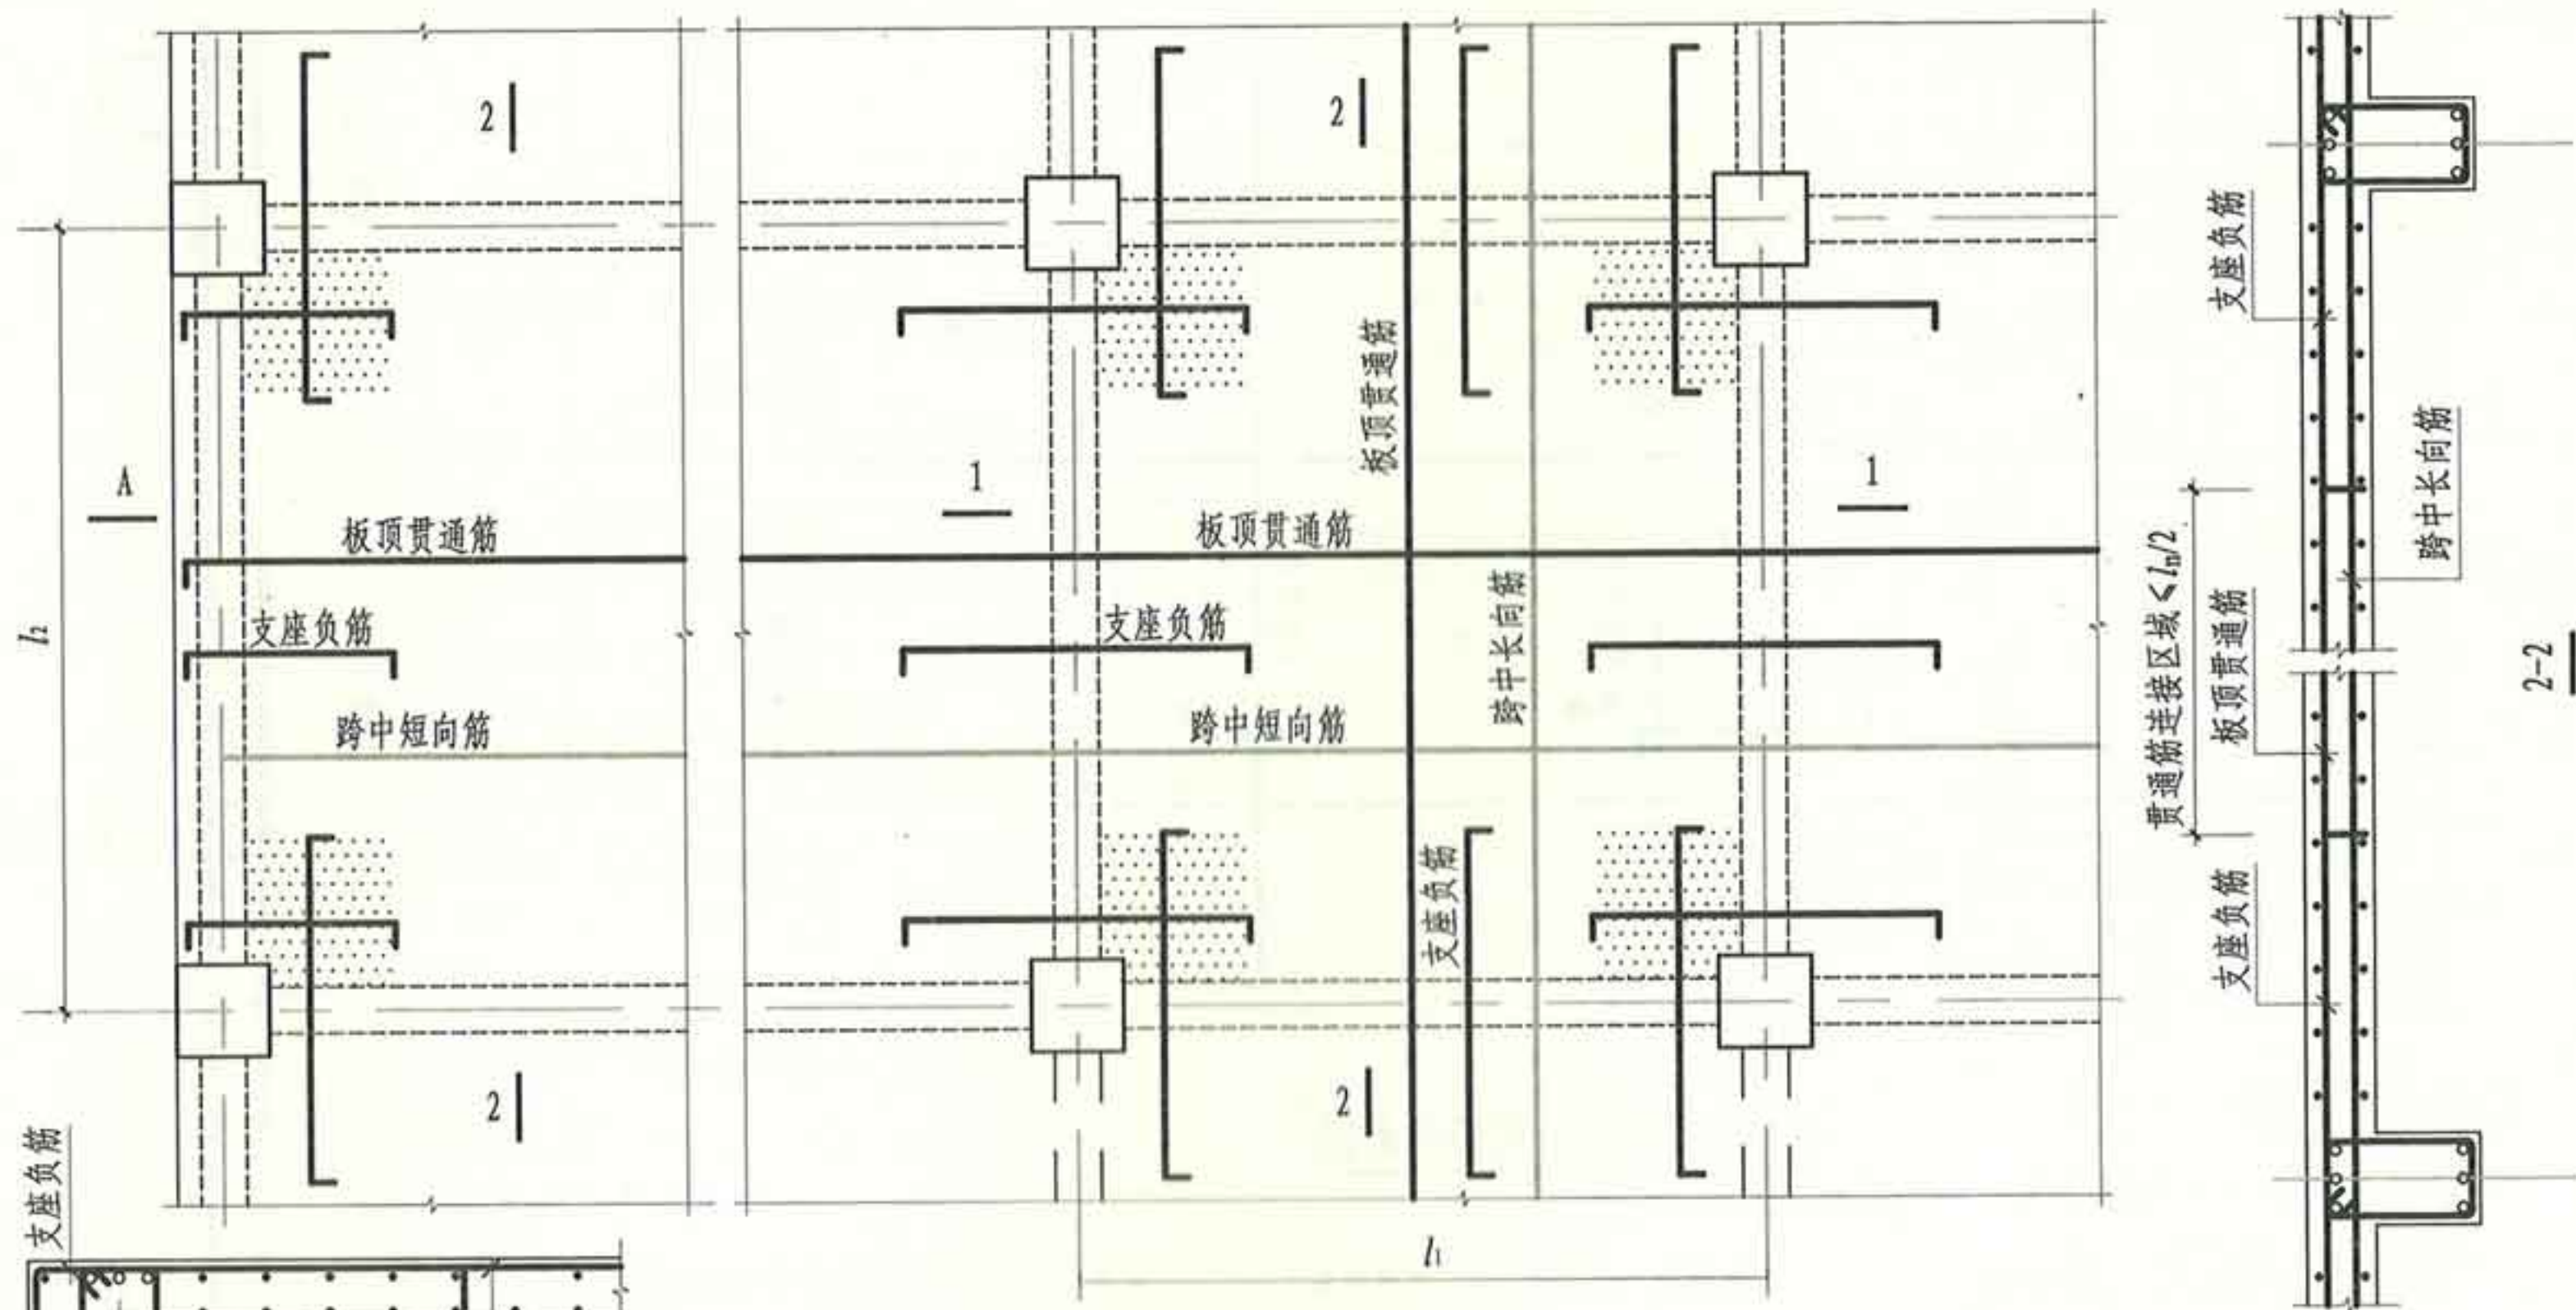 2
2
A
1
1
板顶贯通筋
板顶贯通筋
板顶贯通筋
支座负筋
支座负筋
跨中长向筋
跨中短向筋
跨中短向筋
支座负筋
l2
2
2
l1
支座负筋
支座负筋
跨中长向筋
贯通筋连接区域≤ln/2
板顶贯通筋
支座负筋
2-2